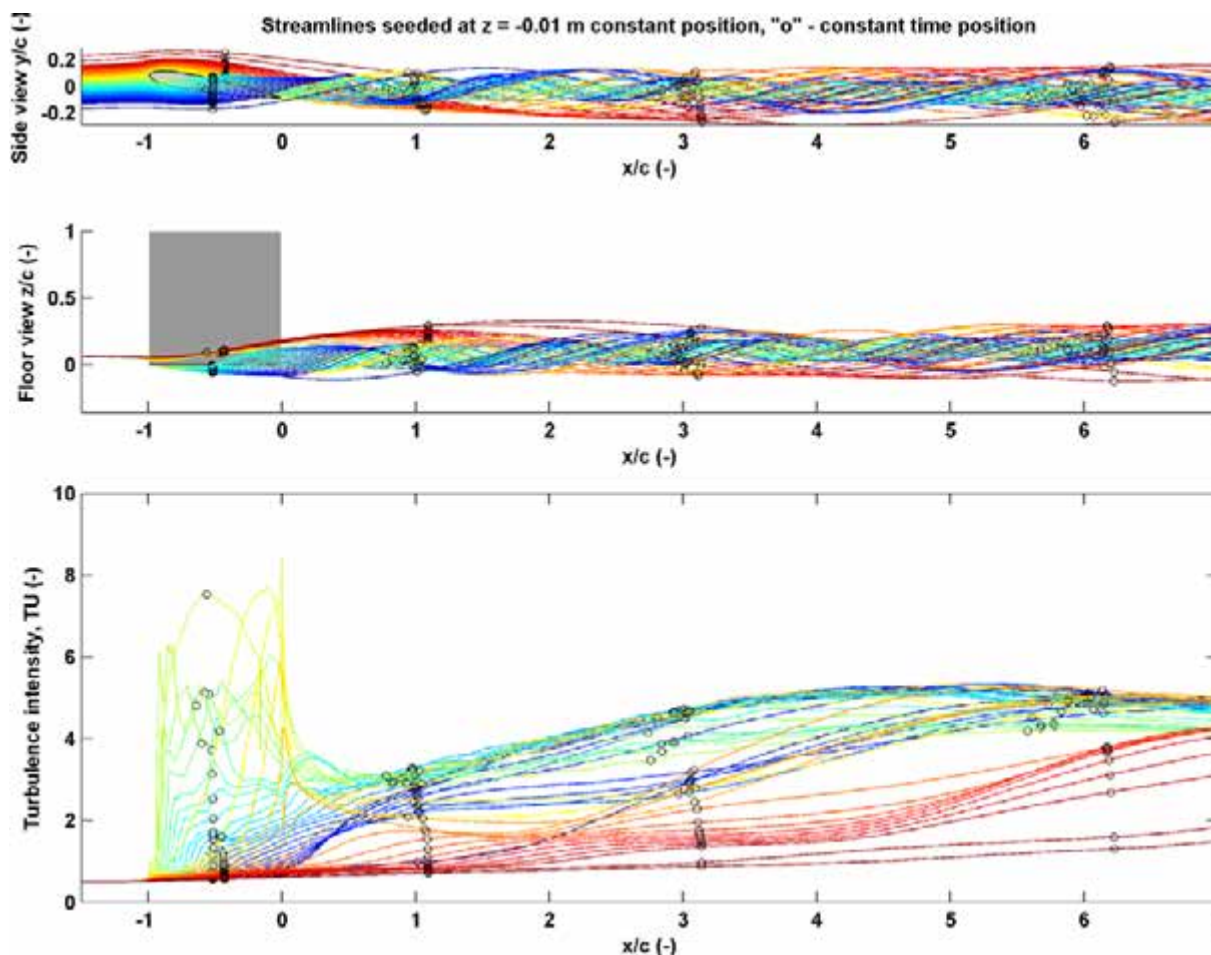 Streamlines seeded at z = -0.01 m constant position, "o" - constant time position
Side view y/c (-)
0.2
0
-0.2
-1 0 1 2 3 4 5 6
x/c (-)
Floor view z/c (-)
1
0.5
0
-1 0 1 2 3 4 5 6
x/c (-)
Turbulence intensity, TU (-)
10
8
6
4
2
0
-1 0 1 2 3 4 5 6
x/c (-)